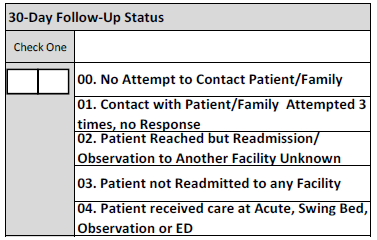 30-Day Follow-Up Status
Check One
00. No Attempt to Contact Patient/Family
01. Contact with Patient/Family Attempted 3
times, no Response
02. Patient Reached but Readmission/
Observation to Another Facility Unknown
03. Patient not Readmitted to any Facility
04. Patient received care at Acute, Swing Bed,
Observation or ED